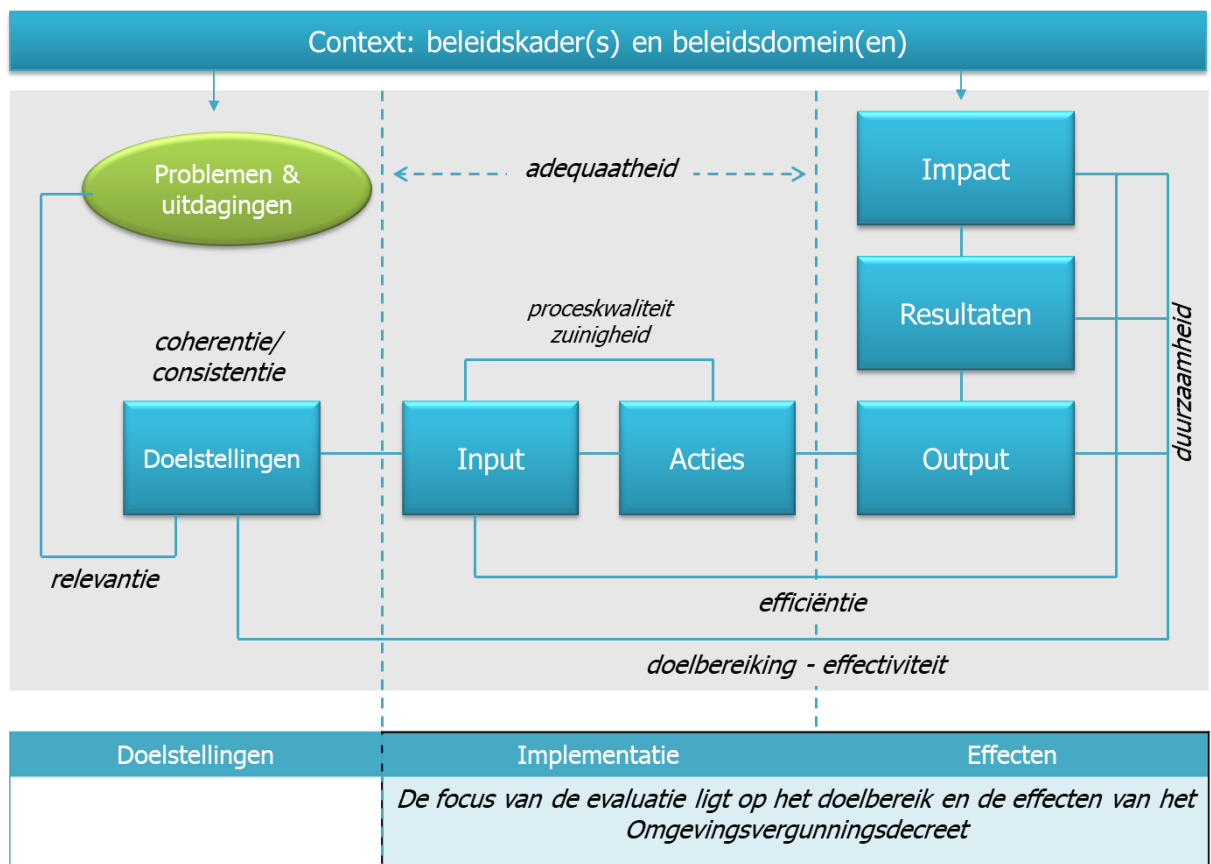 Context: beleidskader(s) en beleidsdomein(en)
Problemen &
uitdagingen
adequaatheid
Impact
Resultaten
proceskwaliteit
zuinigheid
coherentie/
consistentie
duurzaamheid
Doelstellingen
Input
Acties
Output
relevantie
efficiëntie
doelbereiking - effectiviteit
Doelstellingen
Implementatie
Effecten
De focus van de evaluatie ligt op het doelbereik en de effecten van het
Omgevingsvergunningsdecreet